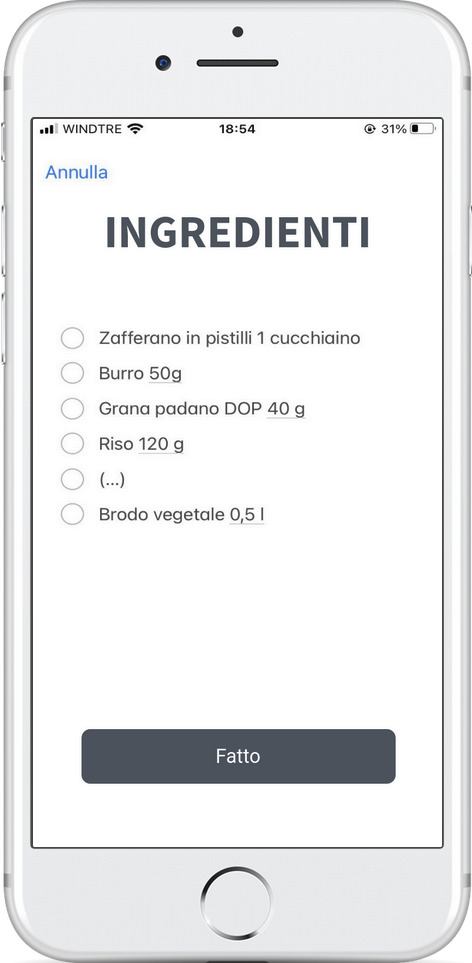 WINDTRE 18:54 31%
Annulla
INGREDIENTI
Zafferano in pistilli 1 cucchiaino
Burro 50g
Grana padano DOP 40 g
Riso 120 g
(...)
Brodo vegetale 0,5 l
Fatto